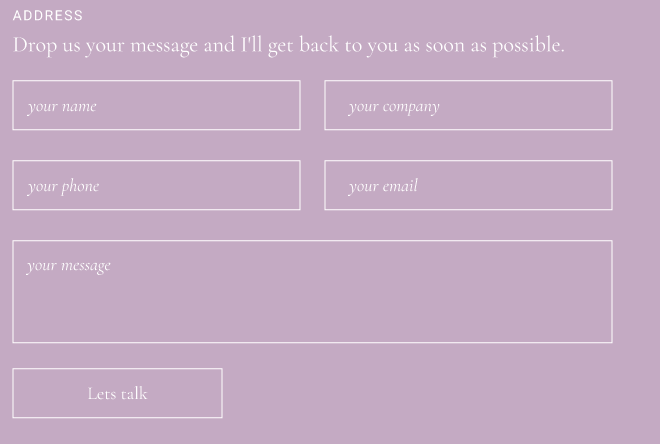 ADDRESS
Drop us your message and I'll get back to you as soon as possible.
your name
your company
your phone
your email
your message
Lets talk